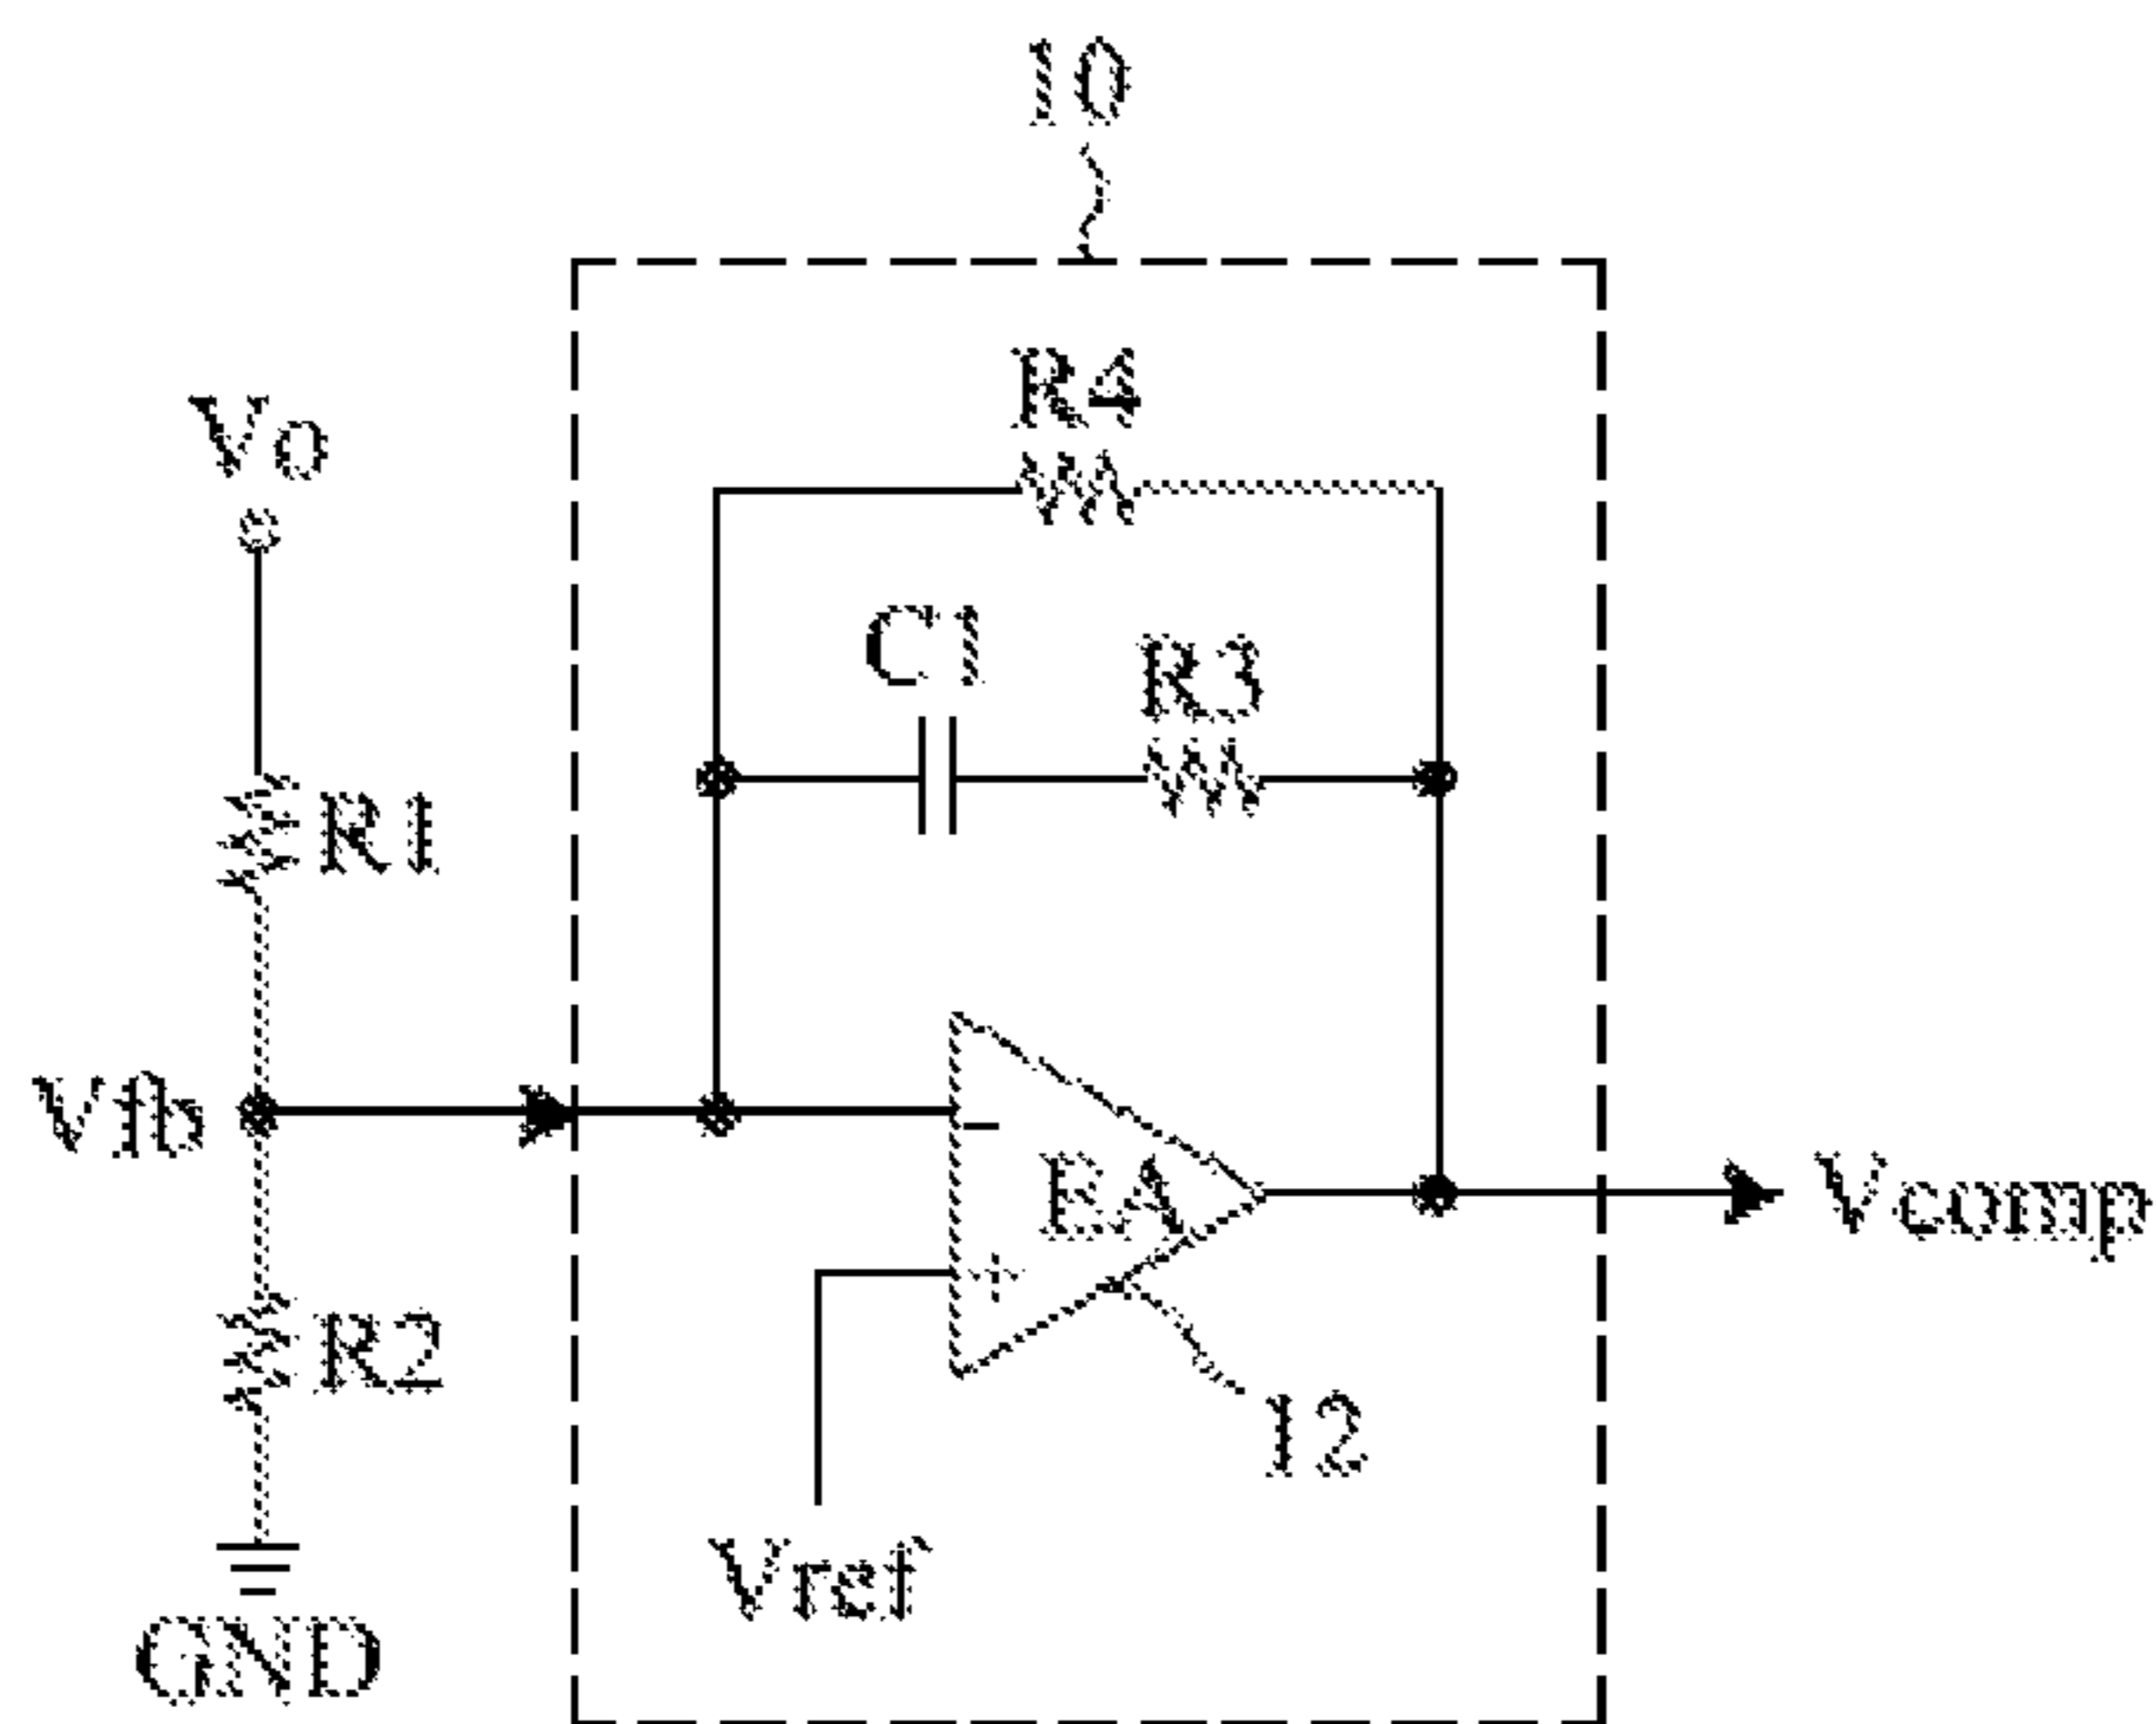 10
R4
Vo
C1
R3
R1
Vfb
−
EA
Vcomp
+
R2
12
Vref
GND